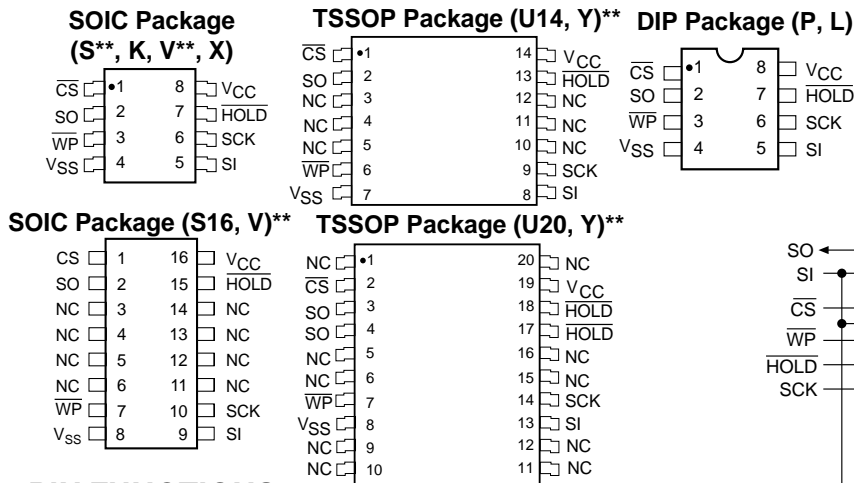 SOIC Package
(S**, K, V**, X)
CS 1 8 VCC
SO 2 7 HOLD
WP 3 6 SCK
VSS 4 5 SI
TSSOP Package (U14, Y)**
CS 1 14 VCC
SO 2 13 HOLD
NC 3 12 NC
NC 4 11 NC
NC 5 10 NC
WP 6 9 SCK
VSS 7 8 SI
DIP Package (P, L)
CS 1 8 VCC
SO 2 7 HOLD
WP 3 6 SCK
VSS 4 5 SI
SOIC Package (S16, V)**
CS 1 16 VCC
SO 2 15 HOLD
NC 3 14 NC
NC 4 13 NC
NC 5 12 NC
NC 6 11 NC
WP 7 10 SCK
VSS 8 9 SI
TSSOP Package (U20, Y)**
NC 1 20 NC
CS 2 19 VCC
SO 3 18 HOLD
SO 4 17 HOLD
NC 5 16 NC
NC 6 15 NC
WP 7 14 SCK
VSS 8 13 SI
NC 9 12 NC
NC 10 11 NC
SO
SI
CS
WP
HOLD
SCK